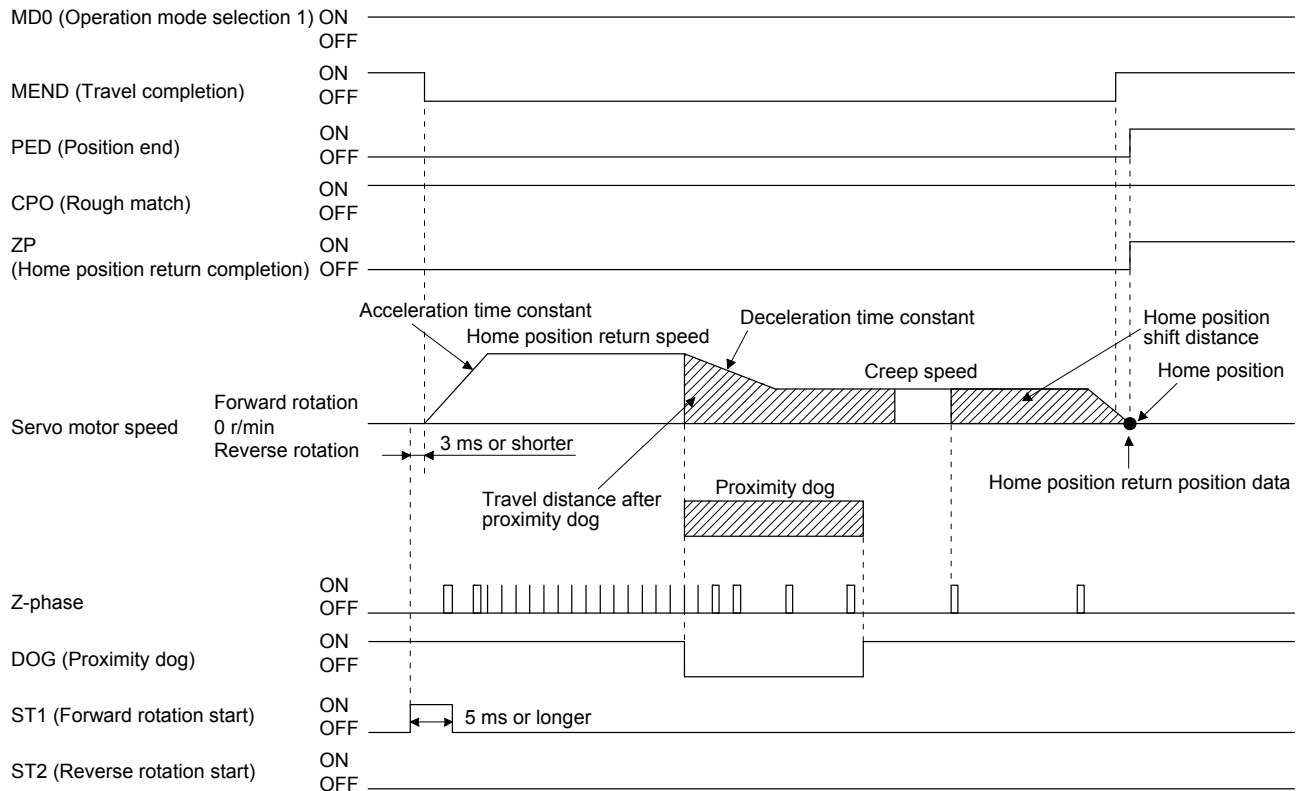 MD0 (Operation mode selection 1) ON
OFF
MEND (Travel completion)
ON
OFF
PED (Position end)
ON
OFF
CPO (Rough match)
ON
OFF
ZP
(Home position return completion)
ON
OFF
Acceleration time constant
Home position return speed
Deceleration time constant
Home position
shift distance
Creep speed
Home position
Servo motor speed
Forward rotation
0 r/min
Reverse rotation
3 ms or shorter
Travel distance after
proximity dog
Proximity dog
Home position return position data
Z-phase
ON
OFF
DOG (Proximity dog)
ON
OFF
ST1 (Forward rotation start)
ON
OFF
5 ms or longer
ST2 (Reverse rotation start)
ON
OFF